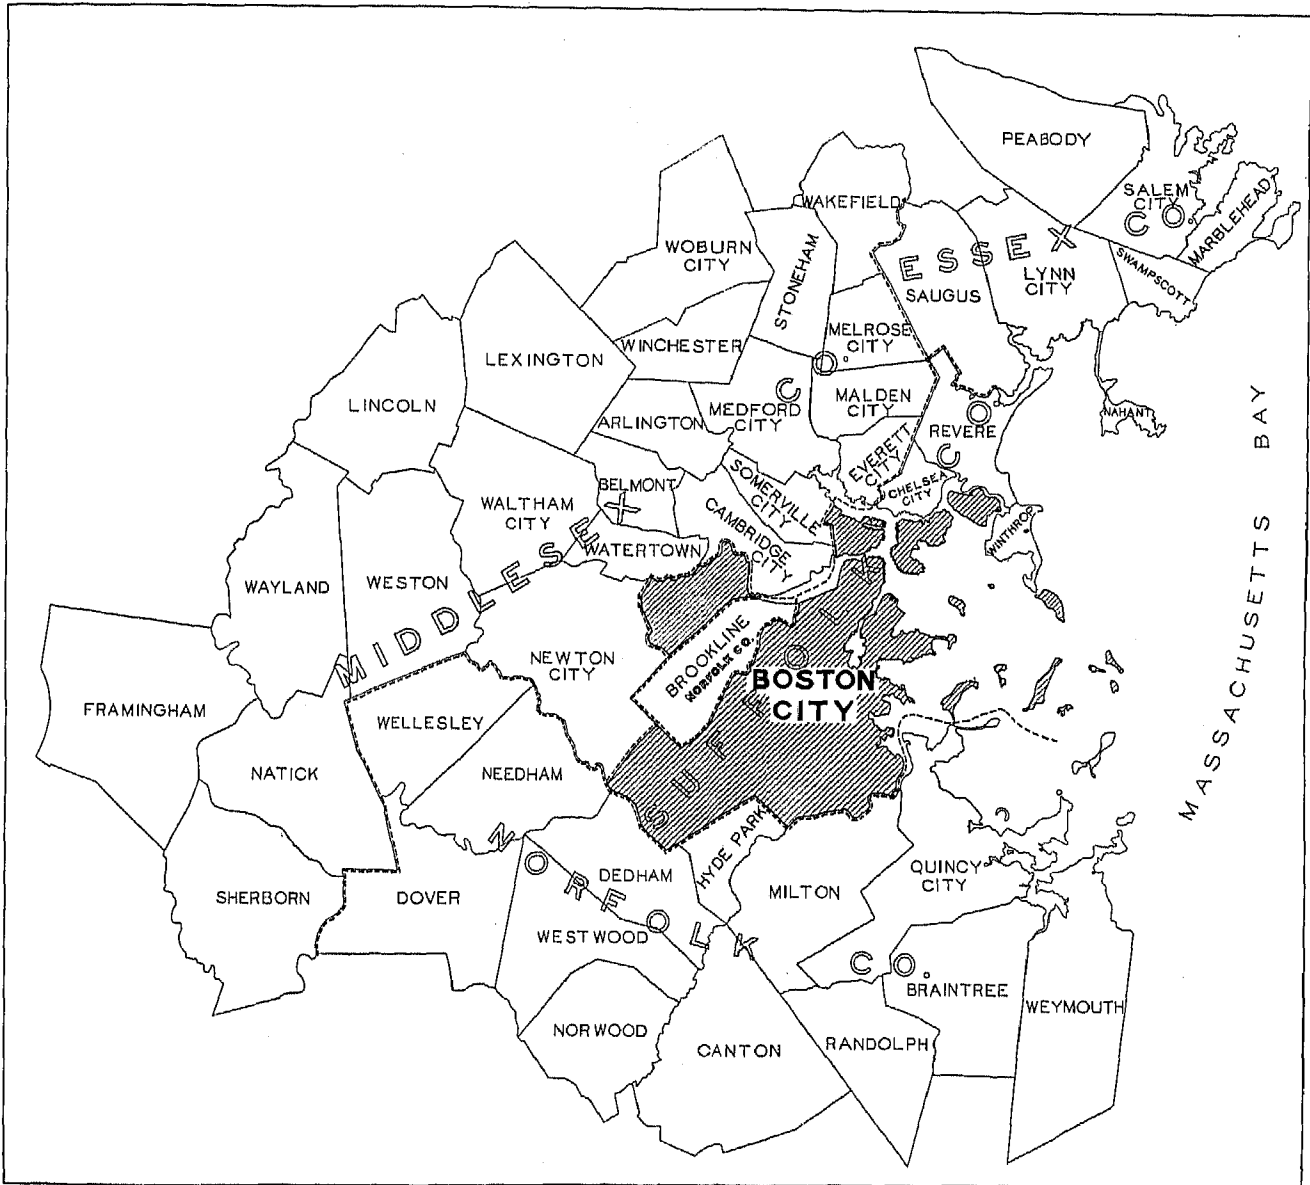 PEABODY
SALEM
CITY
MARBLEHEAD
WAKEFIELD
WOBURN
CITY
STONEHAM
ESSEX CO.
SAUGUS
LYNN
CITY
SWAMPSCOTT
LEXINGTON
WINCHESTER
MELROSE
CITY
LINCOLN
ARLINGTON
MEDFORD
CITY
MALDEN
CITY
REVERE
NAHANT
EVERETT
CITY
BELMONT
SOMERVILLE
CITY
CHELSEA
CITY
WALTHAM
CITY
CAMBRIDGE
CITY
WINTHROP
WATERTOWN
WAYLAND
WESTON
MIDDLESEX CO.
NEWTON
CITY
BROOKLINE
NORFOLK CO.
BOSTON
CITY
SUFFOLK CO
MASSACHUSETTS BAY
FRAMINGHAM
WELLESLEY
NATICK
NEEDHAM
HYDE PARK
DEDHAM
QUINCY
CITY
SHERBORN
DOVER
MILTON
NORFOLK CO.
WESTWOOD
BRAINTREE
WEYMOUTH
NORWOOD
CANTON
RANDOLPH